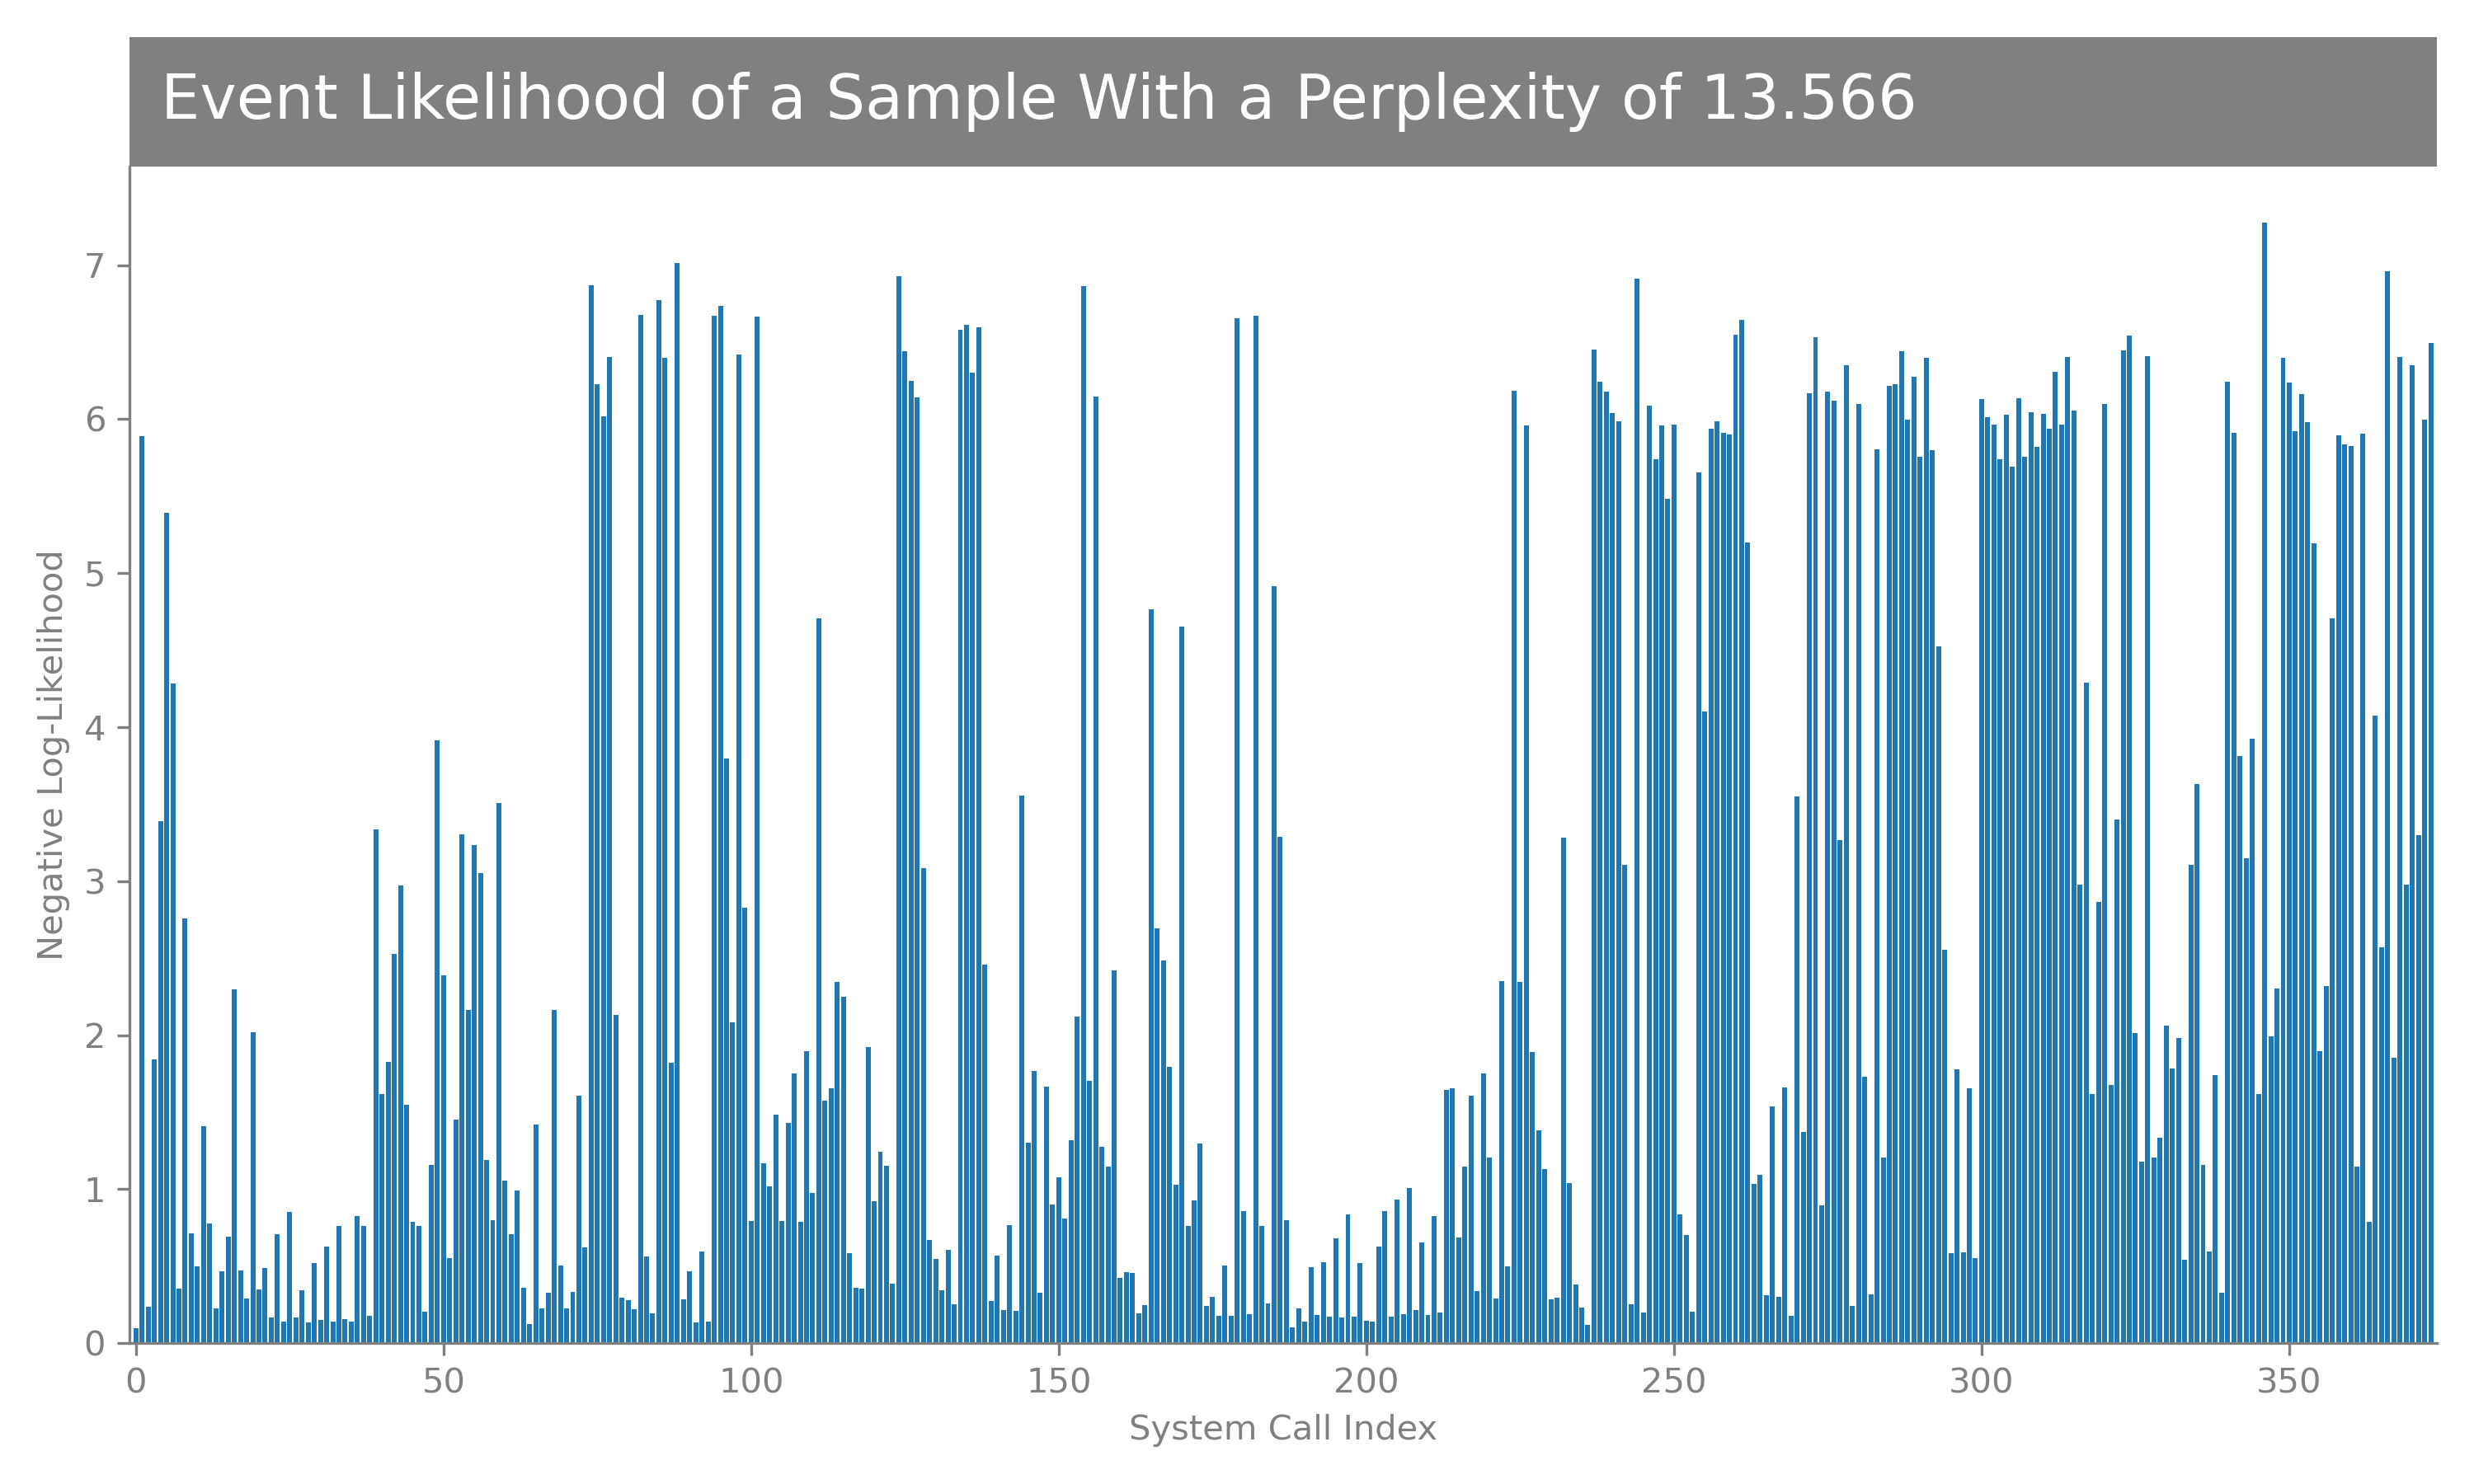 Event Likelihood of a Sample With a Perplexity of 13.566
Negative Log-Likelihood
7
6
5
4
3
2
1
0
0 50 100 150 200 250 300 350
System Call Index